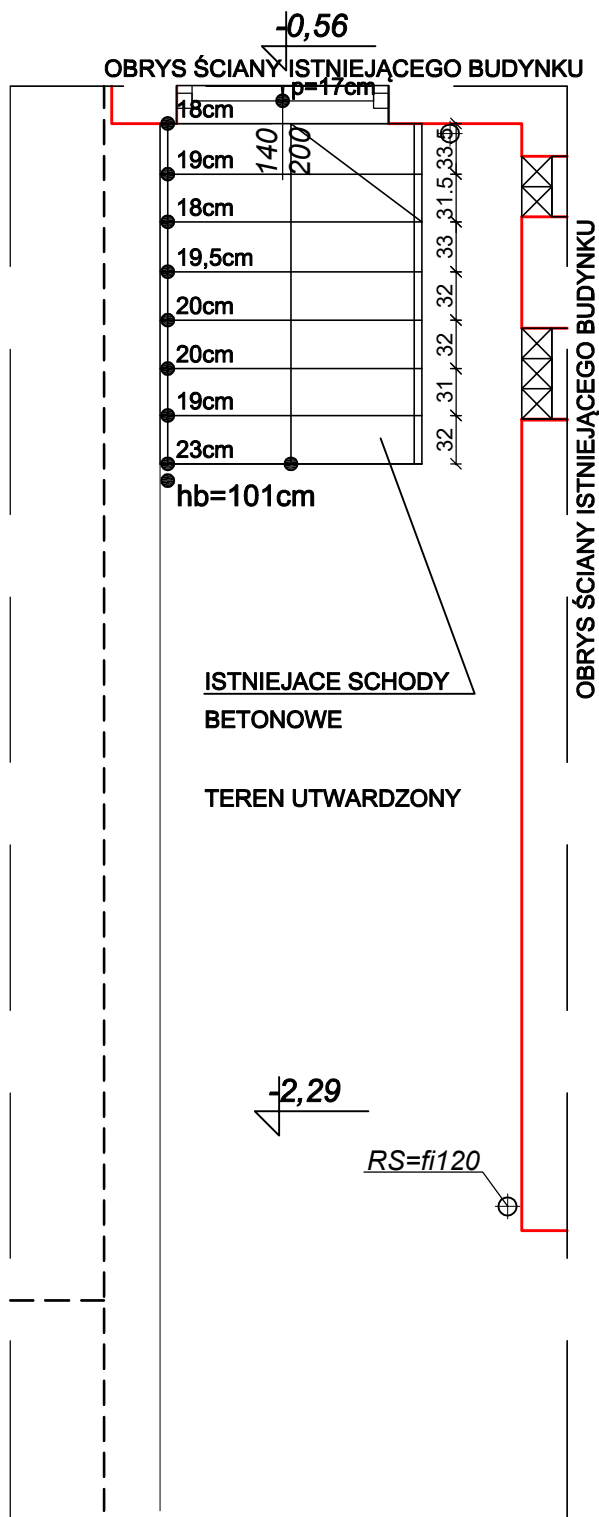 -0,56
OBRYS ŚCIANY ISTNIEJĄCEGO BUDYNKU
p=17cm
18cm
140
200
5
33.5
19cm
31.5
18cm
33
19,5cm
32
20cm
32
20cm
31
19cm
32
23cm
hb=101cm
OBRYS ŚCIANY ISTNIEJĄCEGO BUDYNKU
ISTNIEJACE SCHODY
BETONOWE
TEREN UTWARDZONY
-2,29
RS=fi120